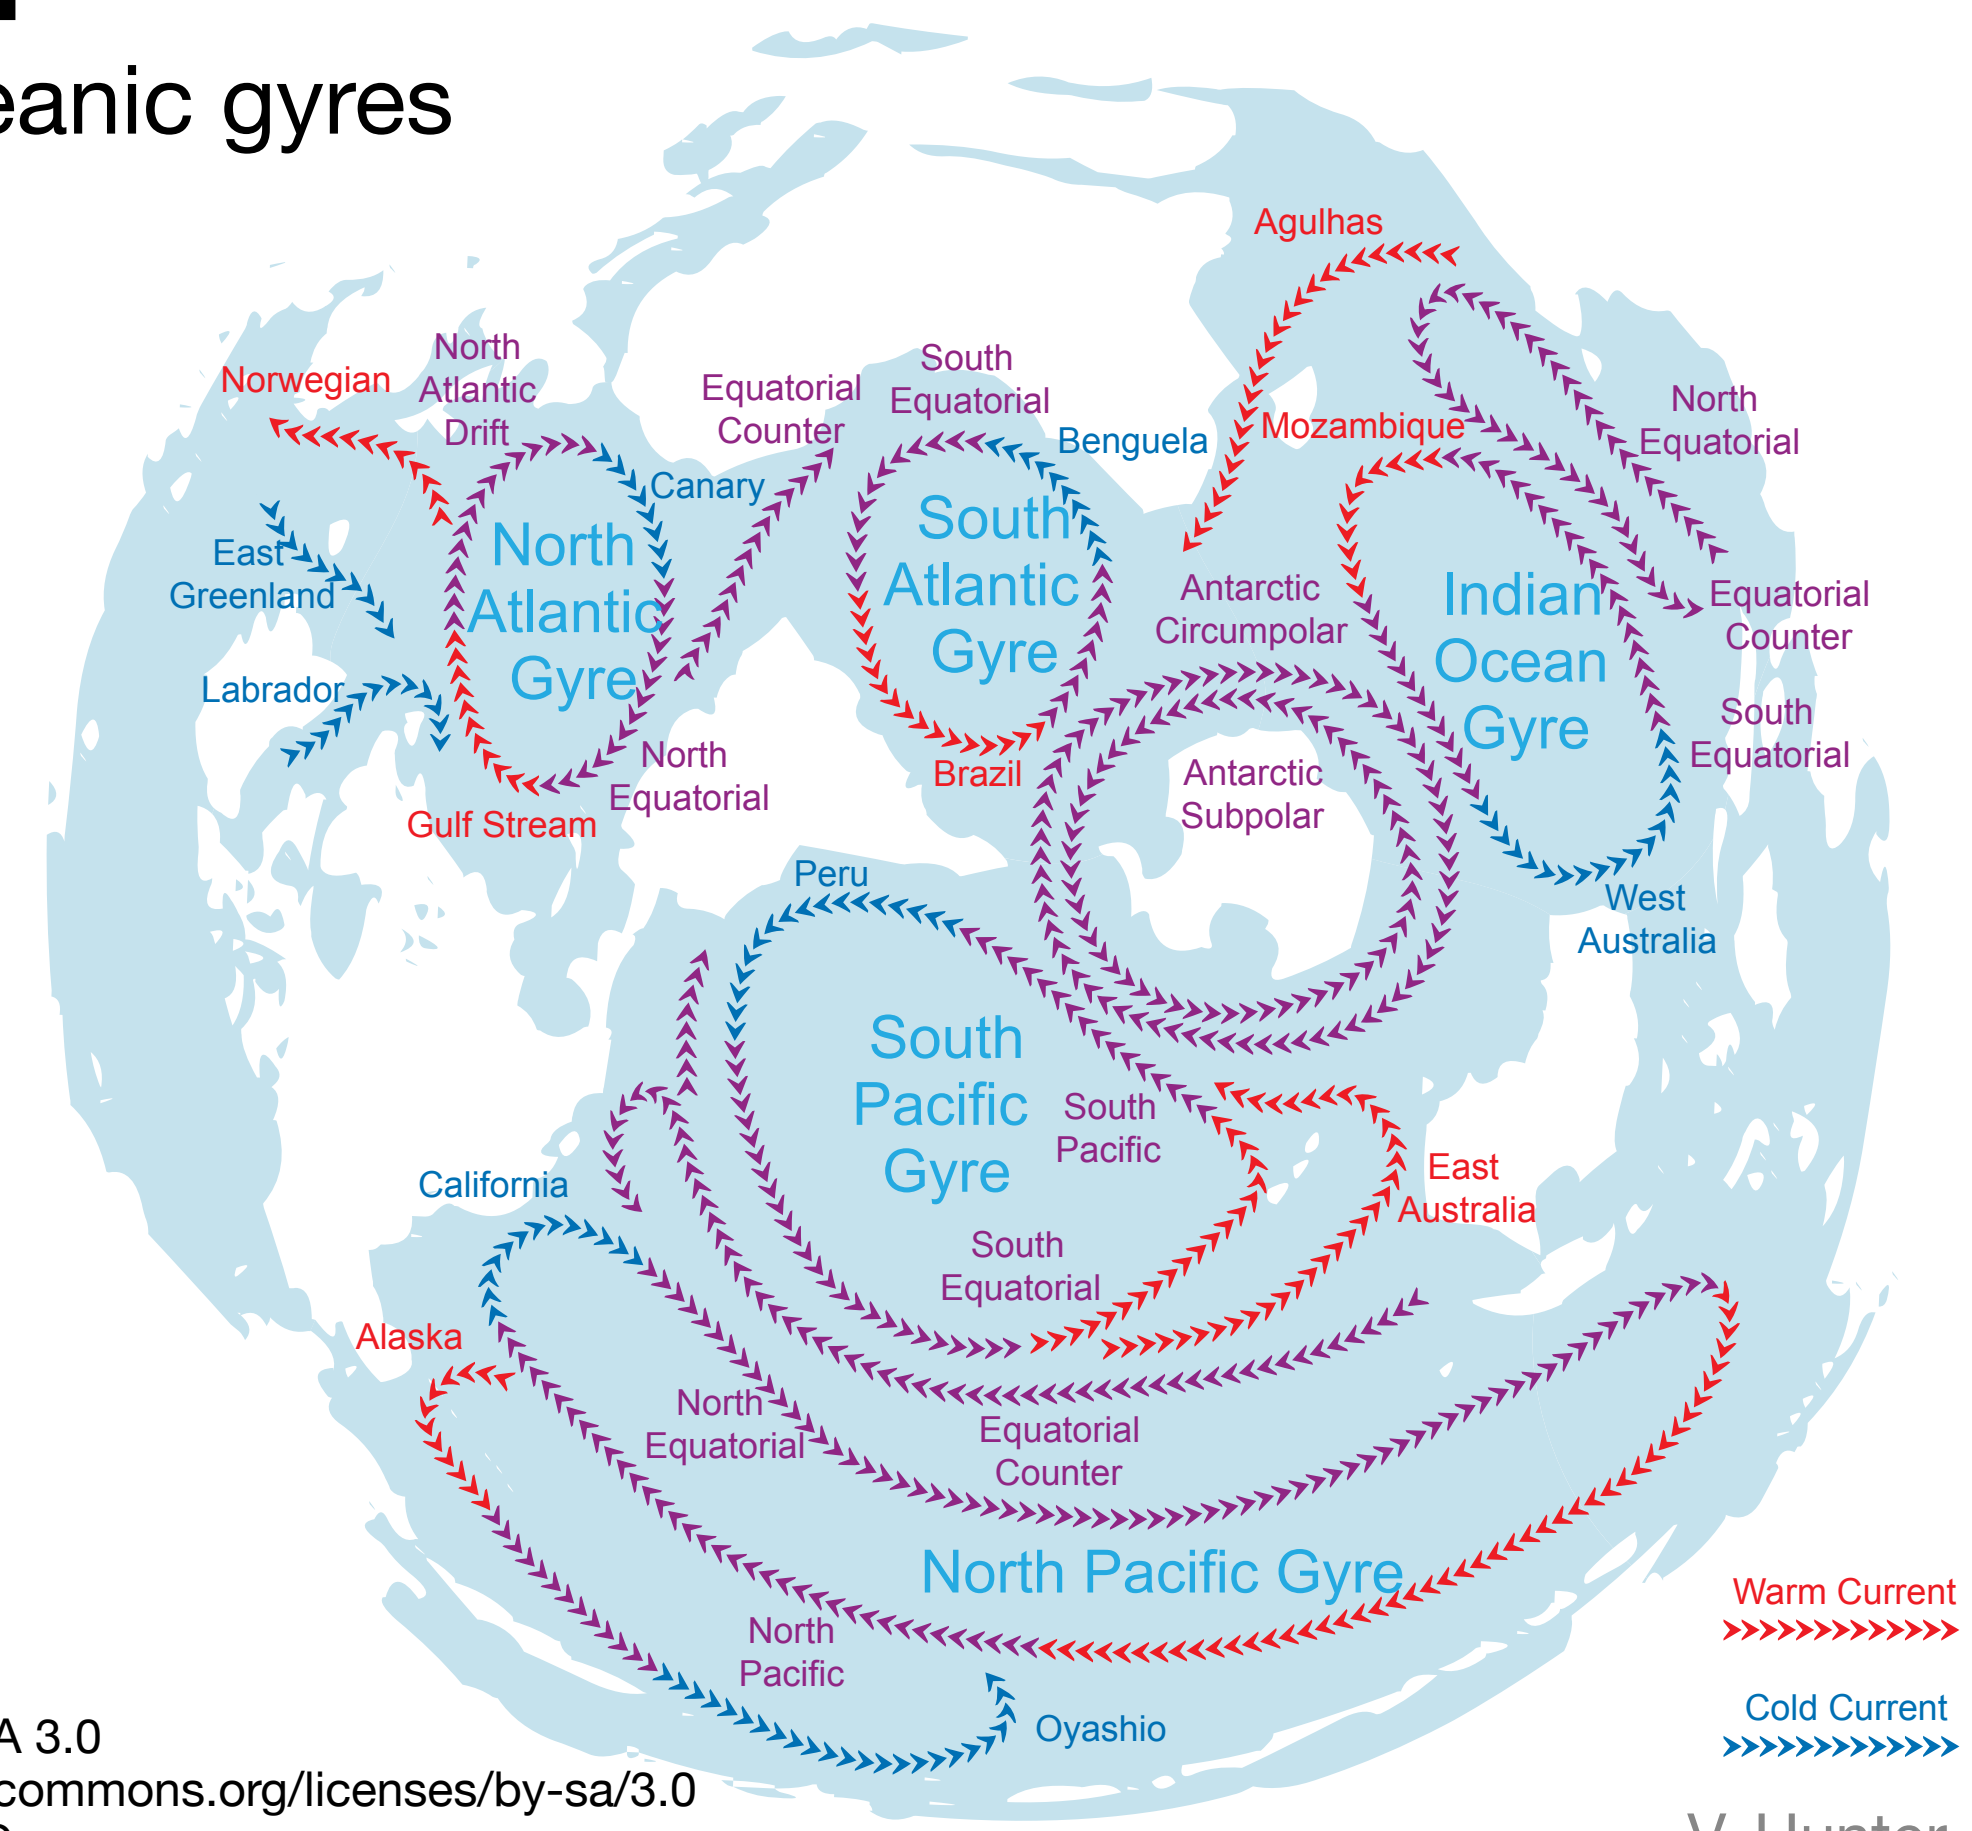 eanic gyres
Agulhas
North
Atlantic
Drift
Norwegian
South
Equatorial
Equatorial
Counter
Benguela
Mozambique
North
Equatorial
Canary
East
Greenland
North
Atlantic
Gyre
South
Atlantic
Gyre
Antarctic
Circumpolar
Indian
Ocean
Gyre
Equatorial
Counter
Labrador
South
Equatorial
North
Equatorial
Gulf Stream
Brazil
Antarctic
Subpolar
Peru
West
Australia
South
Pacific
Gyre
South
Pacific
California
East
Australia
South
Equatorial
Alaska
North
Equatorial
Equatorial
Counter
North Pacific Gyre
North
Pacific
Oyashio
Warm Current
Cold Current
A 3.0
commons.org/licenses/by-sa/3.0
V. Hunter